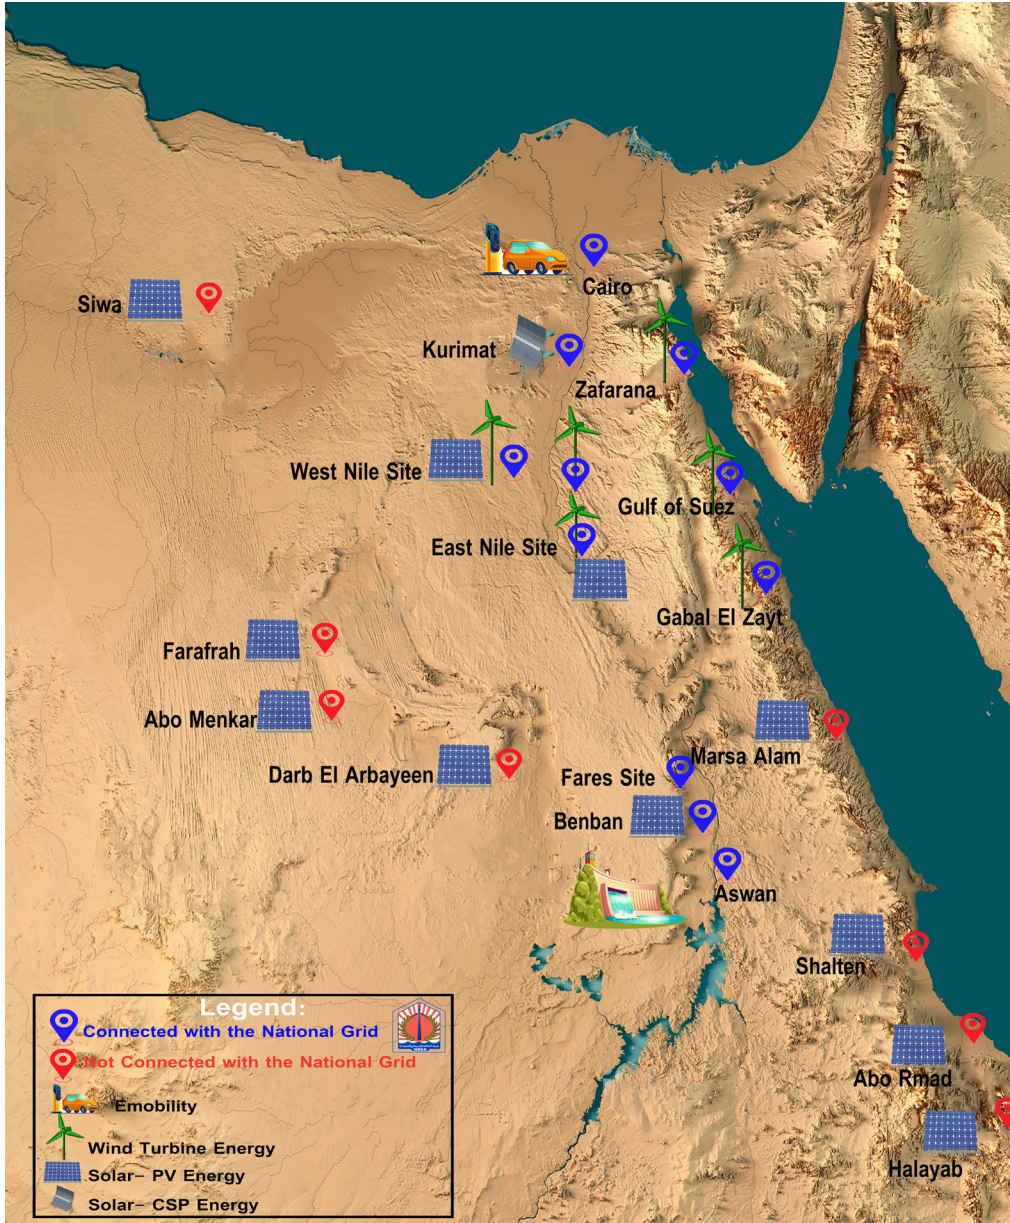 Cairo
Siwa
Kurimat
Zafarana
West Nile Site
Gulf of Suez
East Nile Site
Gabal El Zayt
Farafrah
Abo Menkar
Marsa Alam
Darb El Arbayeen
Fares Site
Benban
Aswan
Shalten
Abo Rmad
Halayab
Legend:
Connected with the National Grid
Not Connected with the National Grid
Emobility
Wind Turbine Energy
Solar- PV Energy
Solar- CSP Energy
NREA